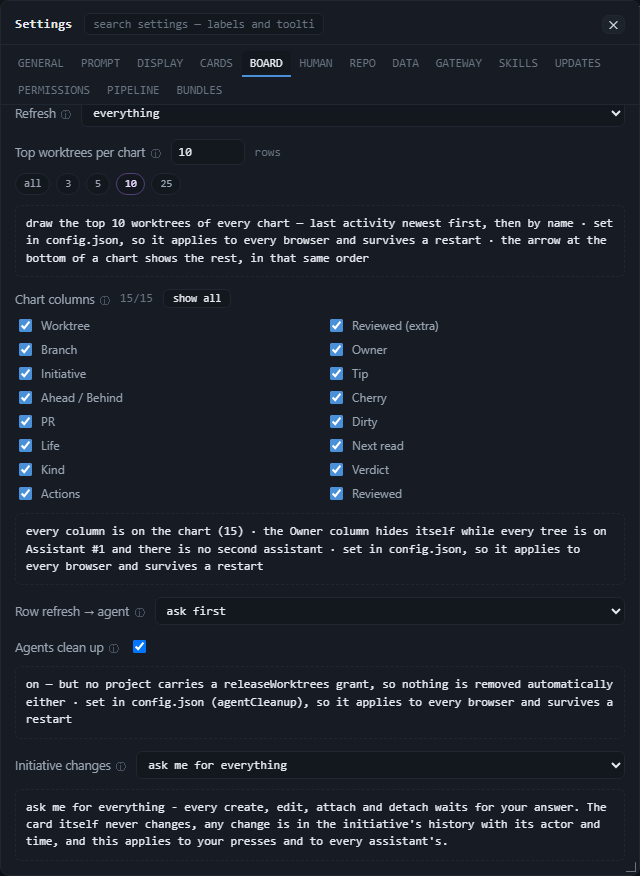 Settings
search settings — labels and toolti
×
GENERAL PROMPT DISPLAY CARDS BOARD HUMAN REPO DATA GATEWAY SKILLS UPDATES
PERMISSIONS PIPELINE BUNDLES
Refresh ⓘ everything
Top worktrees per chart ⓘ 10 rows
all 3 5 10 25
draw the top 10 worktrees of every chart — last activity newest first, then by name · set
in config.json, so it applies to every browser and survives a restart · the arrow at the
bottom of a chart shows the rest, in that same order
Chart columns ⓘ 15/15 show all
Worktree Reviewed (extra)
Branch Owner
Initiative Tip
Ahead / Behind Cherry
PR Dirty
Life Next read
Kind Verdict
Actions Reviewed
every column is on the chart (15) · the Owner column hides itself while every tree is on
Assistant #1 and there is no second assistant · set in config.json, so it applies to
every browser and survives a restart
Row refresh → agent ⓘ ask first
Agents clean up ⓘ
on — but no project carries a releaseWorktrees grant, so nothing is removed automatically
either · set in config.json (agentCleanup), so it applies to every browser and survives a
restart
Initiative changes ⓘ ask me for everything
ask me for everything - every create, edit, attach and detach waits for your answer. The
card itself never changes, any change is in the initiative's history with its actor and
time, and this applies to your presses and to every assistant's.